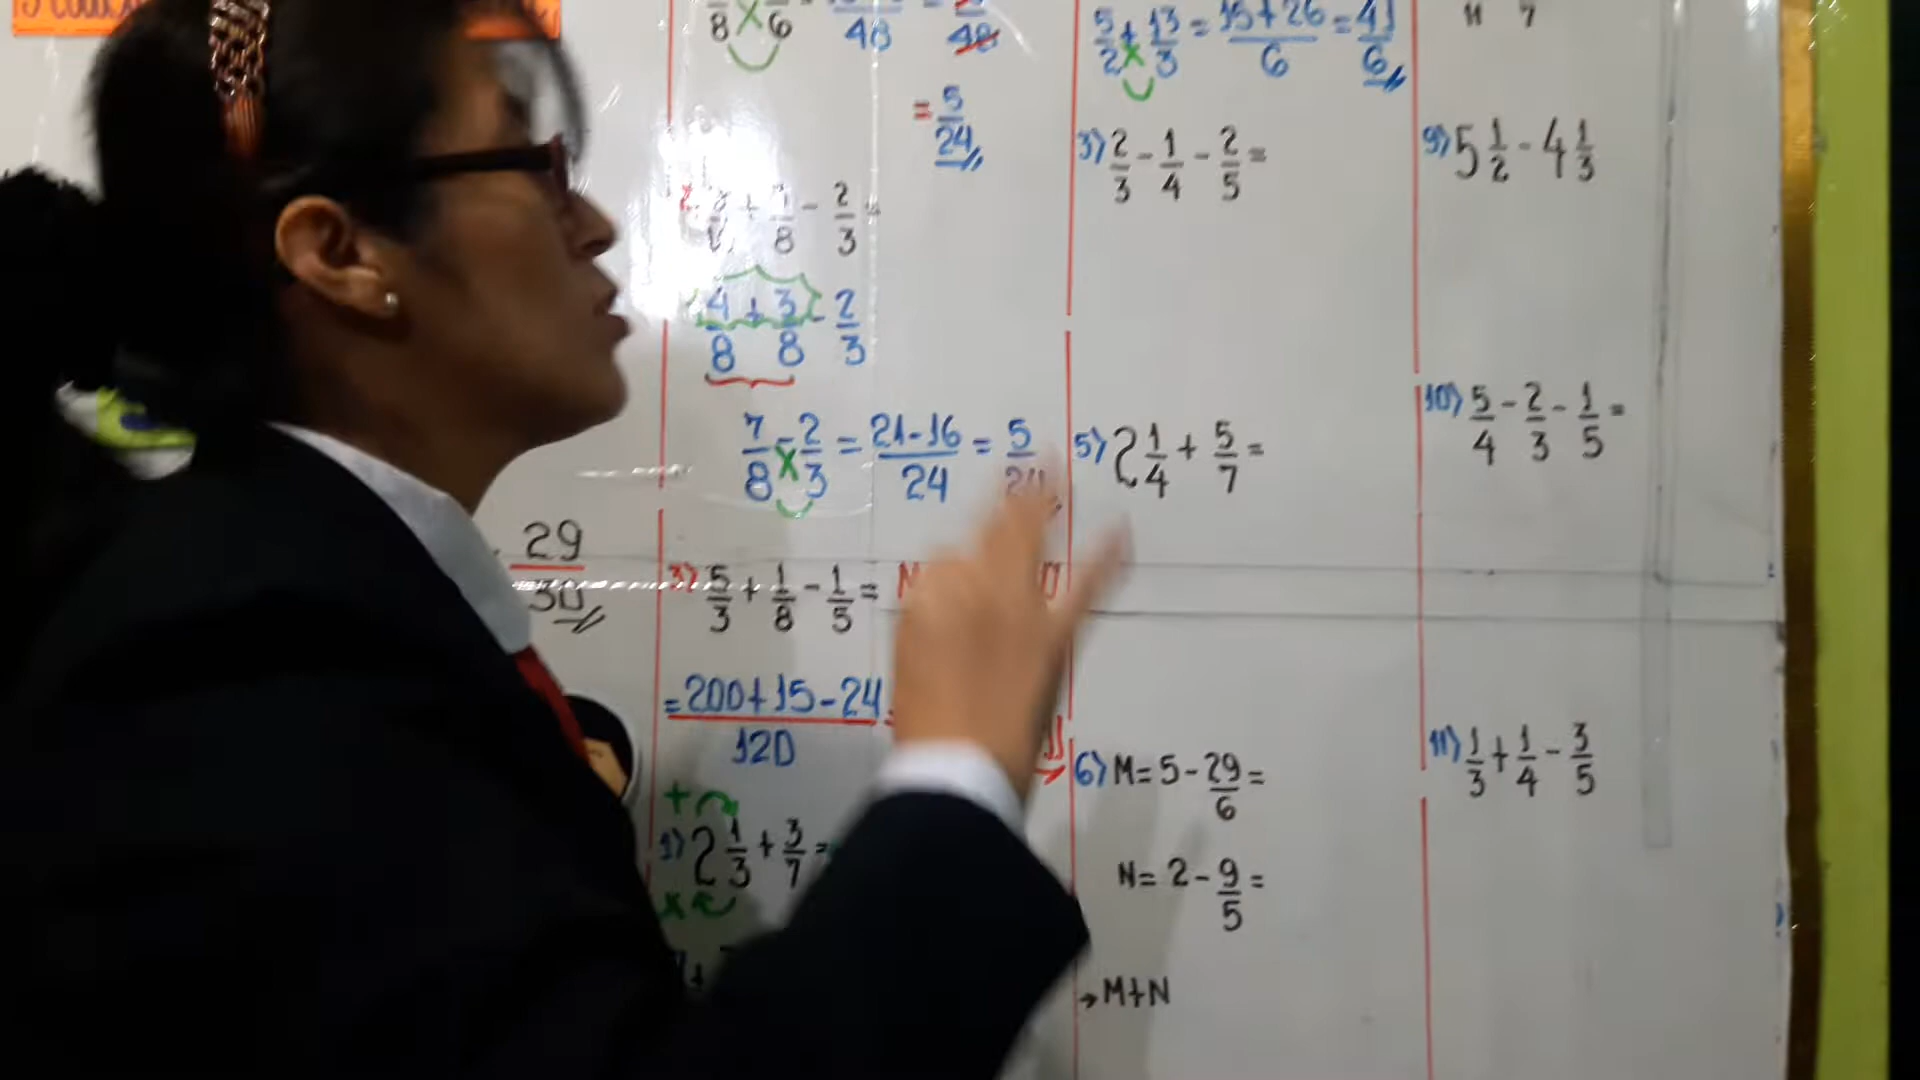 = 5/24
4/8 + 3/8 - 2/3
7/8 - 2/3 = 21-16/24 = 5/24
29/30
3) 5/3 + 1/8 - 1/5 =
= 200+15-24/120
1) 2 1/3 + 3/7 =
5/2 + 13/3 = 15+26/6 = 41/6
3) 2/3 - 1/4 - 2/5 =
5) 2 1/4 + 5/7 =
6) M= 5 - 29/6 =
N= 2 - 9/5 =
→ M+N
11 7
9) 5 1/2 - 4 1/3
10) 5/4 - 2/3 - 1/5 =
11) 1/3 + 1/4 - 3/5